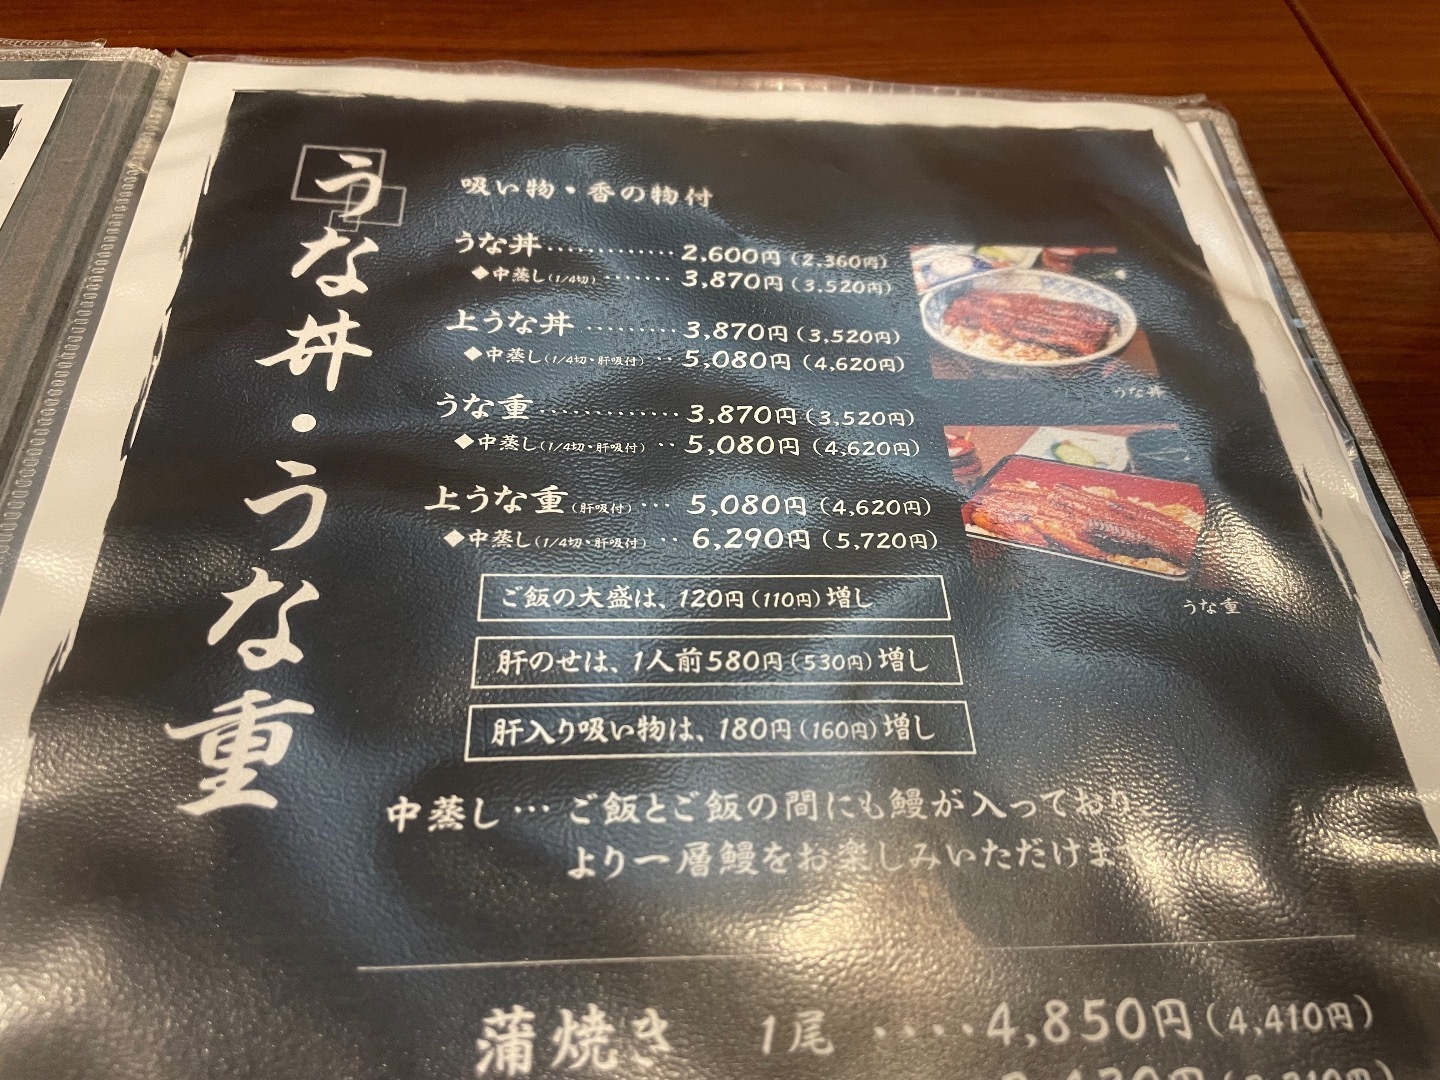 うな丼・うな重
吸い物・香の物付
うな丼 2,600円(2,360円)
◆中蒸し(1/4切) 3,870円(3,520円)
上うな丼 3,870円(3,520円)
◆中蒸し(1/4切・肝吸付) 5,080円(4,620円)
うな重 3,870円(3,520円)
◆中蒸し(1/4切・肝吸付) 5,080円(4,620円)
上うな重(肝吸付) 5,080円(4,620円)
◆中蒸し(1/4切・肝吸付) 6,290円(5,720円)
うな丼
うな重
ご飯の大盛は、120円(110円)増し
肝のせは、1人前580円(530円)増し
肝入り吸い物は、180円(160円)増し
中蒸し…ご飯とご飯の間にも鰻が入っており
より一層鰻をお楽しみいただけま
蒲焼き 1尾 ‥‥4,850円(4,410円)